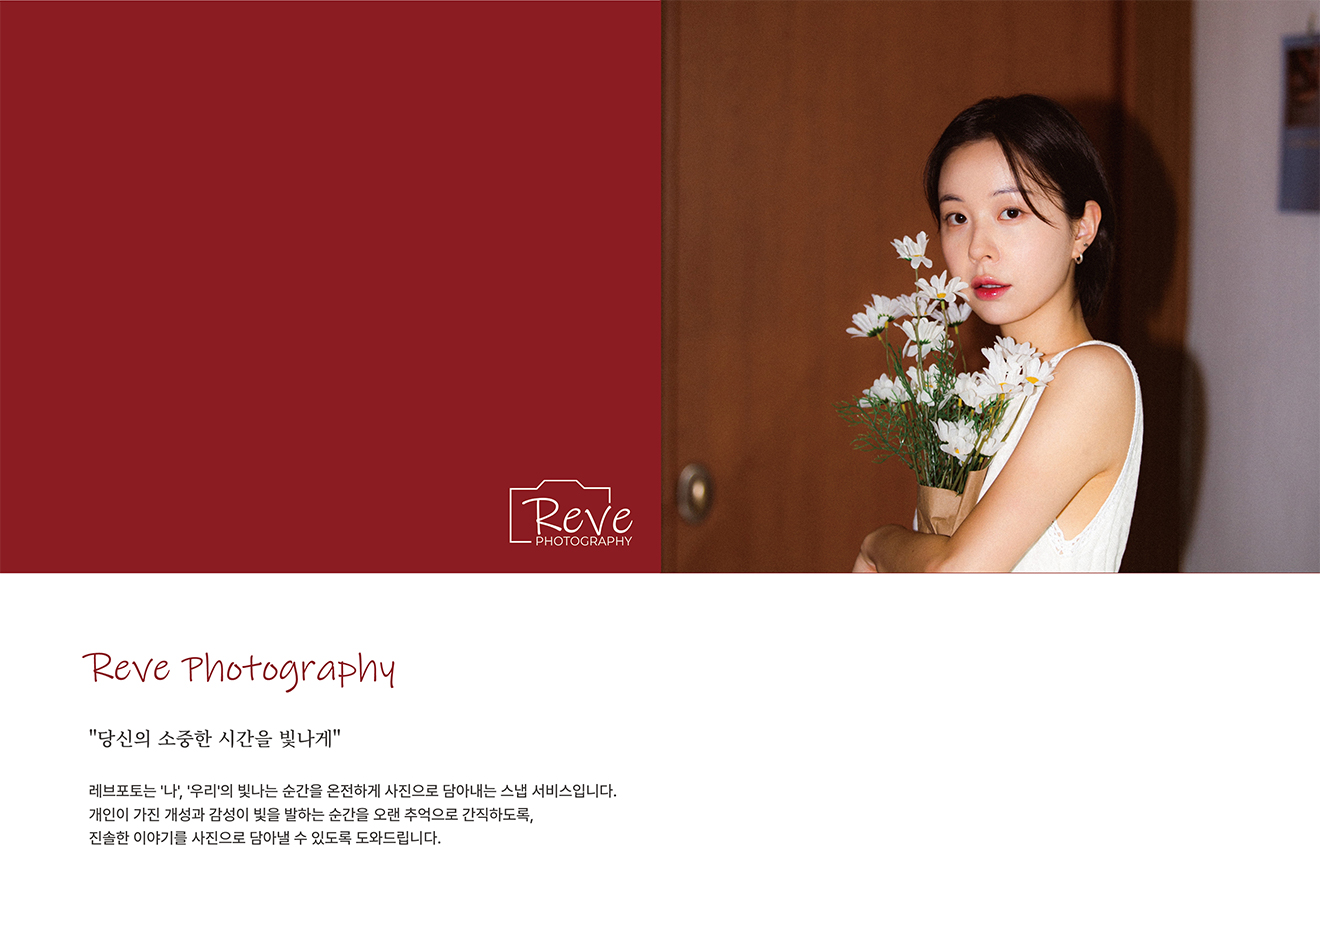 Reve
PHOTOGRAPHY
Reve Photography
"당신의 소중한 시간을 빛나게"
레브포토는 '나', '우리'의 빛나는 순간을 온전하게 사진으로 담아내는 스냅 서비스입니다.
개인이 가진 개성과 감성이 빛을 발하는 순간을 오랜 추억으로 간직하도록,
진솔한 이야기를 사진으로 담아낼 수 있도록 도와드립니다.